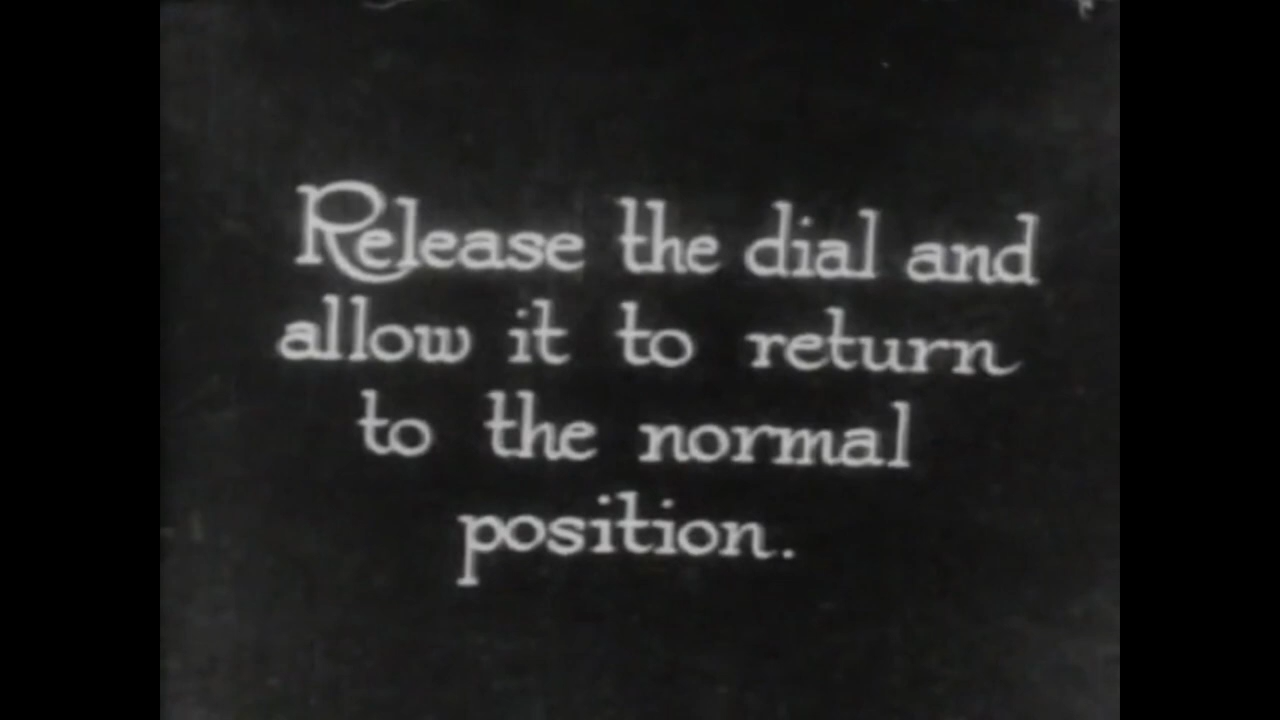 Release the dial and
allow it to return
to the normal
position.